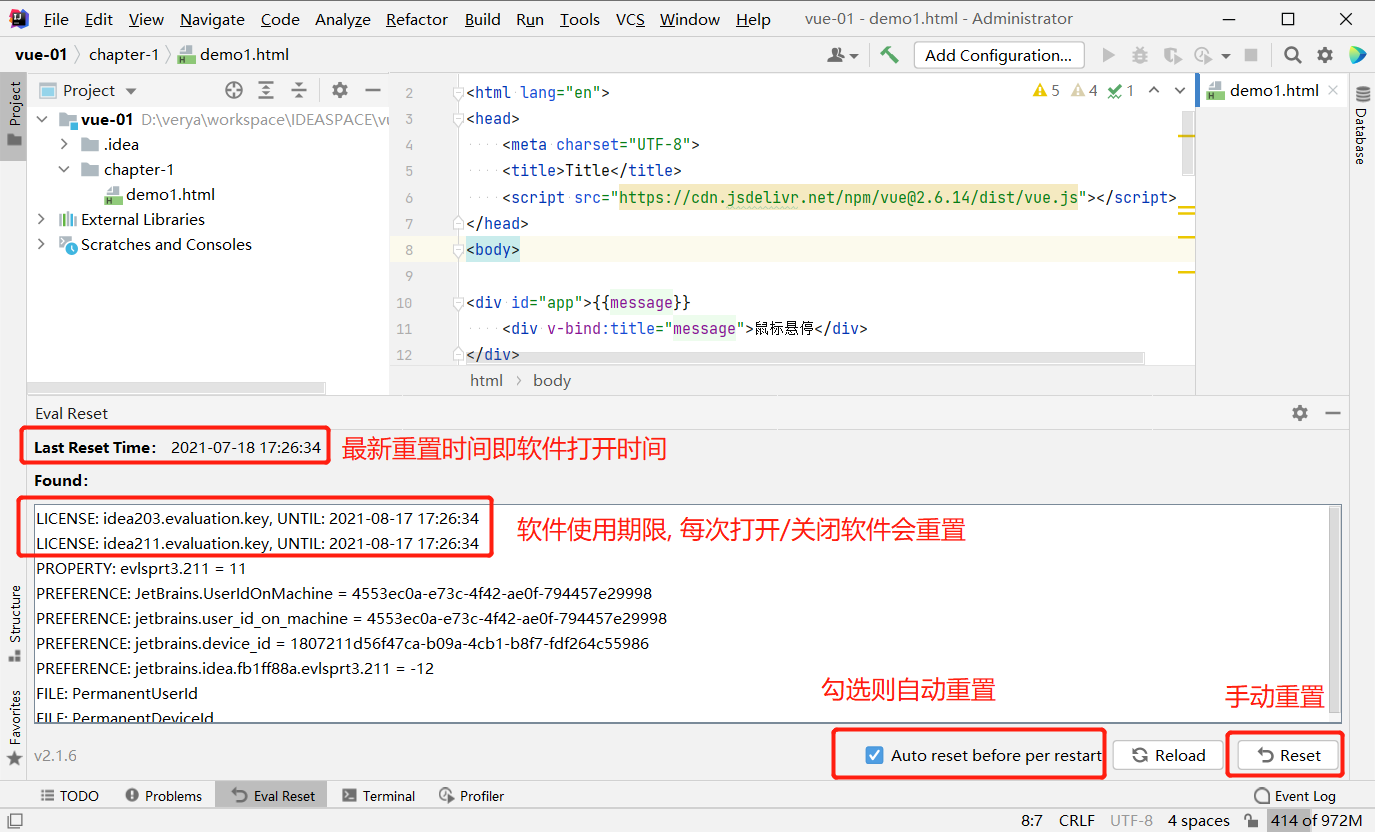 File Edit View Navigate Code Analyze Refactor Build Run Tools VCS Window Help vue-01 - demo1.html - Administrator
vue-01 chapter-1 demo1.html Add Configuration...
Project
Project
vue-01 D:\verya\workspace\IDEASPACE\vu
.idea
chapter-1
demo1.html
External Libraries
Scratches and Consoles
2 <html lang="en">
3 <head>
4 <meta charset="UTF-8">
5 <title>Title</title>
6 <script src="https://cdn.jsdelivr.net/npm/vue@2.6.14/dist/vue.js"></script>
7 </head>
8 <body>
9
10 <div id="app">{{message}}
11 <div v-bind:title="message">鼠标悬停</div>
12 </div>
5 4 1
html body
demo1.html
Database
Eval Reset
Last Reset Time: 2021-07-18 17:26:34 最新重置时间即软件打开时间
Found:
LICENSE: idea203.evaluation.key, UNTIL: 2021-08-17 17:26:34
LICENSE: idea211.evaluation.key, UNTIL: 2021-08-17 17:26:34
软件使用期限, 每次打开/关闭软件会重置
PROPERTY: evlsprt3.211 = 11
PREFERENCE: JetBrains.UserIdOnMachine = 4553ec0a-e73c-4f42-ae0f-794457e29998
PREFERENCE: jetbrains.user_id_on_machine = 4553ec0a-e73c-4f42-ae0f-794457e29998
PREFERENCE: jetbrains.device_id = 1807211d56f47ca-b09a-4cb1-b8f7-fdf264c55986
PREFERENCE: jetbrains.idea.fb1ff88a.evlsprt3.211 = -12
FILE: PermanentUserId
FILE: PermanentDeviceId
勾选则自动重置
手动重置
Structure
Favorites
v2.1.6 Auto reset before per restart Reload Reset
TODO Problems Eval Reset Terminal Profiler Event Log
8:7 CRLF UTF-8 4 spaces 414 of 972M